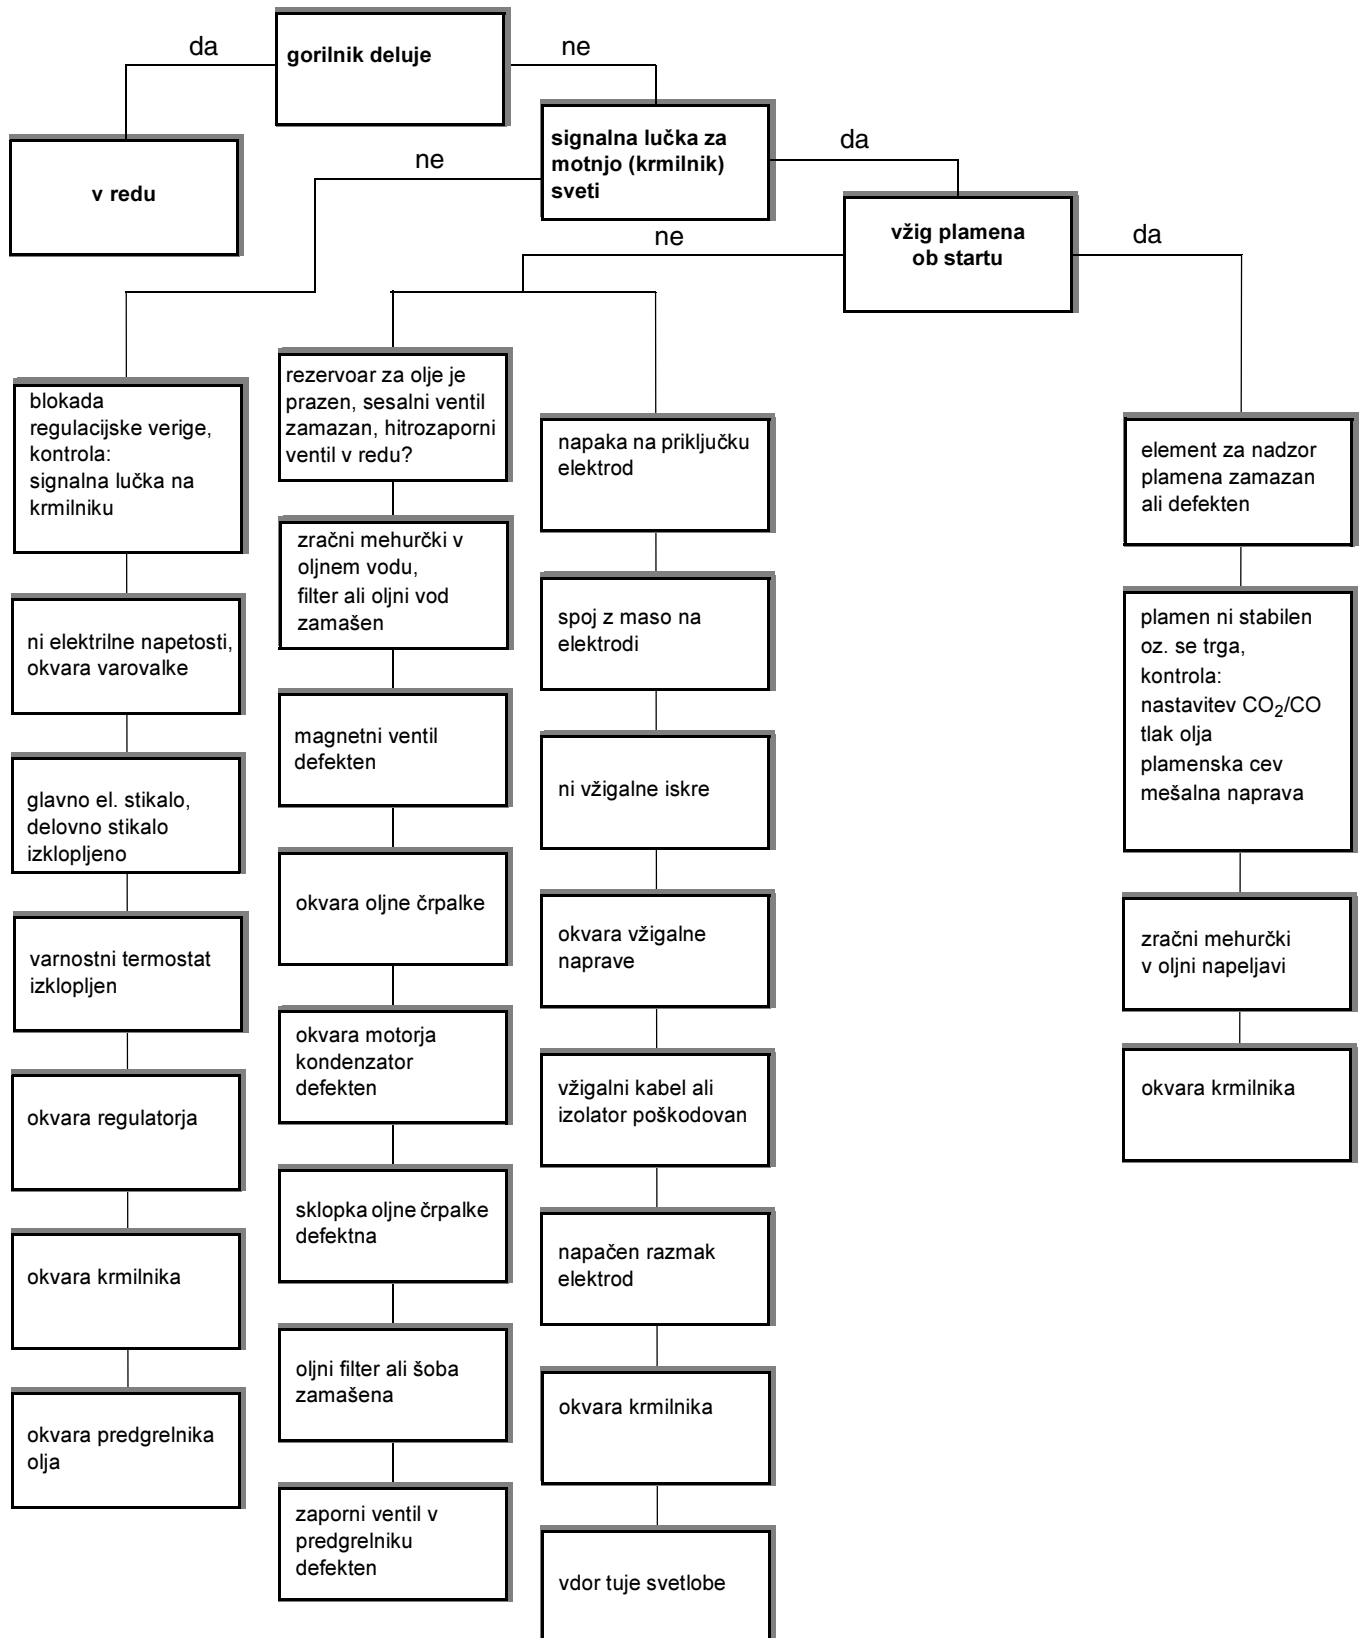 da
gorilnik deluje
ne
v redu
signalna lučka za
motnjo (krmilnik)
sveti
ne
da
vžig plamena
ob startu
ne
da
blokada
regulacijske verige,
kontrola:
signalna lučka na
krmilniku
ni elektrilne napetosti,
okvara varovalke
glavno el. stikalo,
delovno stikalo
izklopljeno
varnostni termostat
izklopljen
okvara regulatorja
okvara krmilnika
okvara predgrelnika
olja
rezervoar za olje je
prazen, sesalni ventil
zamazan, hitrozaporni
ventil v redu?
zračni mehurčki v
oljnem vodu,
filter ali oljni vod
zamašen
magnetni ventil
defekten
okvara oljne črpalke
okvara motorja
kondenzator
defekten
sklopka oljne črpalke
defektna
oljni filter ali šoba
zamašena
zaporni ventil v
predgrelniku
defekten
napaka na priključku
elektrod
spoj z maso na
elektrodi
ni vžigalne iskre
okvara vžigalne
naprave
vžigalni kabel ali
izolator poškodovan
napačen razmak
elektrod
okvara krmilnika
vdor tuje svetlobe
element za nadzor
plamena zamazan
ali defekten
plamen ni stabilen
oz. se trga,
kontrola:
nastavitev CO₂/CO
tlak olja
plamenska cev
mešalna naprava
zračni mehurčki
v oljni napeljavi
okvara krmilnika